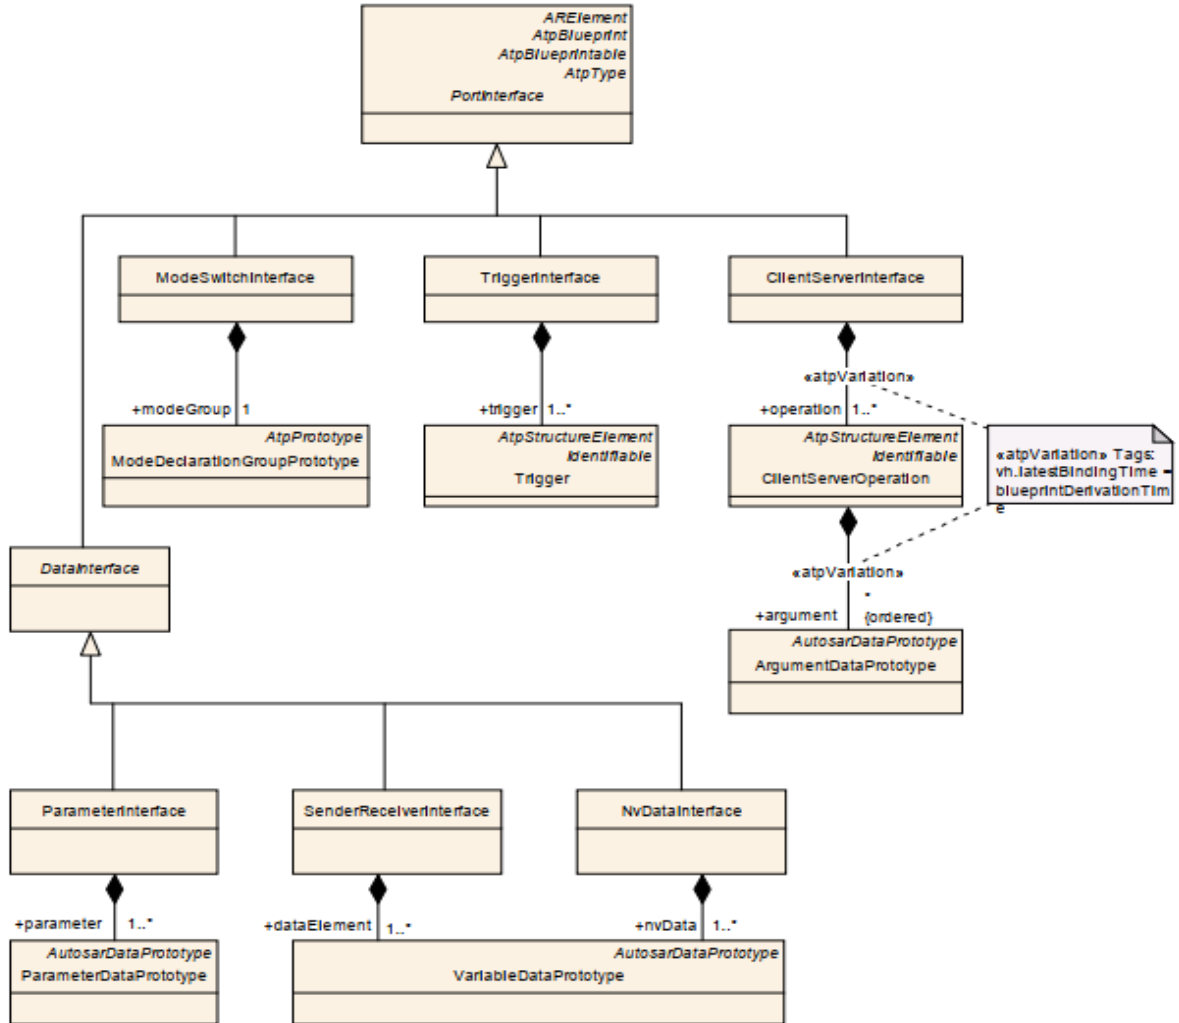 ARElement
AtpBlueprint
AtpBlueprintable
AtpType
PortInterface
ModeSwitchInterface
TriggerInterface
ClientServerInterface
«atpVariation»
+modeGroup 1
+trigger 1..*
+operation 1..*
AtpPrototype
ModeDeclarationGroupPrototype
AtpStructureElement
Identifiable
Trigger
AtpStructureElement
Identifiable
ClientServerOperation
«atpVariation» Tags:
vh.latestBindingTime =
blueprintDerivationTim
e
DataInterface
«atpVariation»
*
+argument {ordered}
AutosarDataPrototype
ArgumentDataPrototype
ParameterInterface
SenderReceiverInterface
NvDataInterface
+parameter 1..*
+dataElement 1..*
+nvData 1..*
AutosarDataPrototype
ParameterDataPrototype
AutosarDataPrototype
VariableDataPrototype